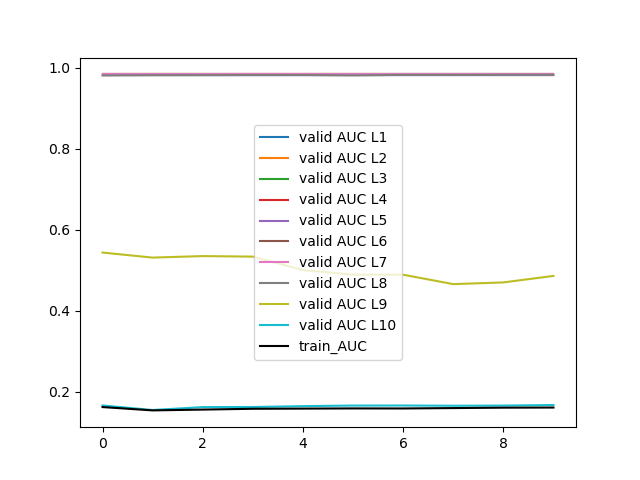 1.0
0.8
0.6
0.4
0.2
valid AUC L1
valid AUC L2
valid AUC L3
valid AUC L4
valid AUC L5
valid AUC L6
valid AUC L7
valid AUC L8
valid AUC L9
valid AUC L10
train_AUC
0 2 4 6 8